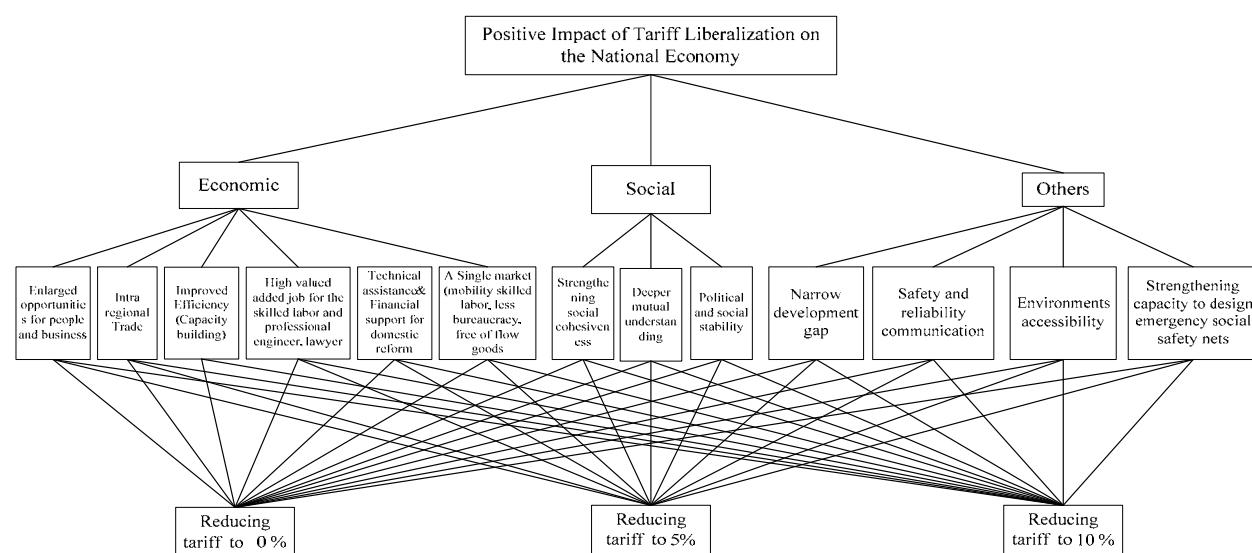 Positive Impact of Tariff Liberalization on
the National Economy
Economic
Social
Others
Enlarged
opportunitie
s for people
and business
Intra
regional
Trade
Improved
Efficiency
(Capacity
building)
High valued
added job for the
skilled labor and
professional
engineer, lawyer
Technical
assistance&
Financial
support for
domestic
reform
A Single market
(mobility skilled
labor, less
bureaucracy,
free of flow
goods
Strengthe
ning
social
cohesiven
ess
Deeper
mutual
understan
ding
Political
and social
stability
Narrow
development
gap
Safety and
reliability
communication
Environments
accessibility
Strengthening
capacity to design
emergency social
safety nets
Reducing
tariff to 0 %
Reducing
tariff to 5%
Reducing
tariff to 10 %